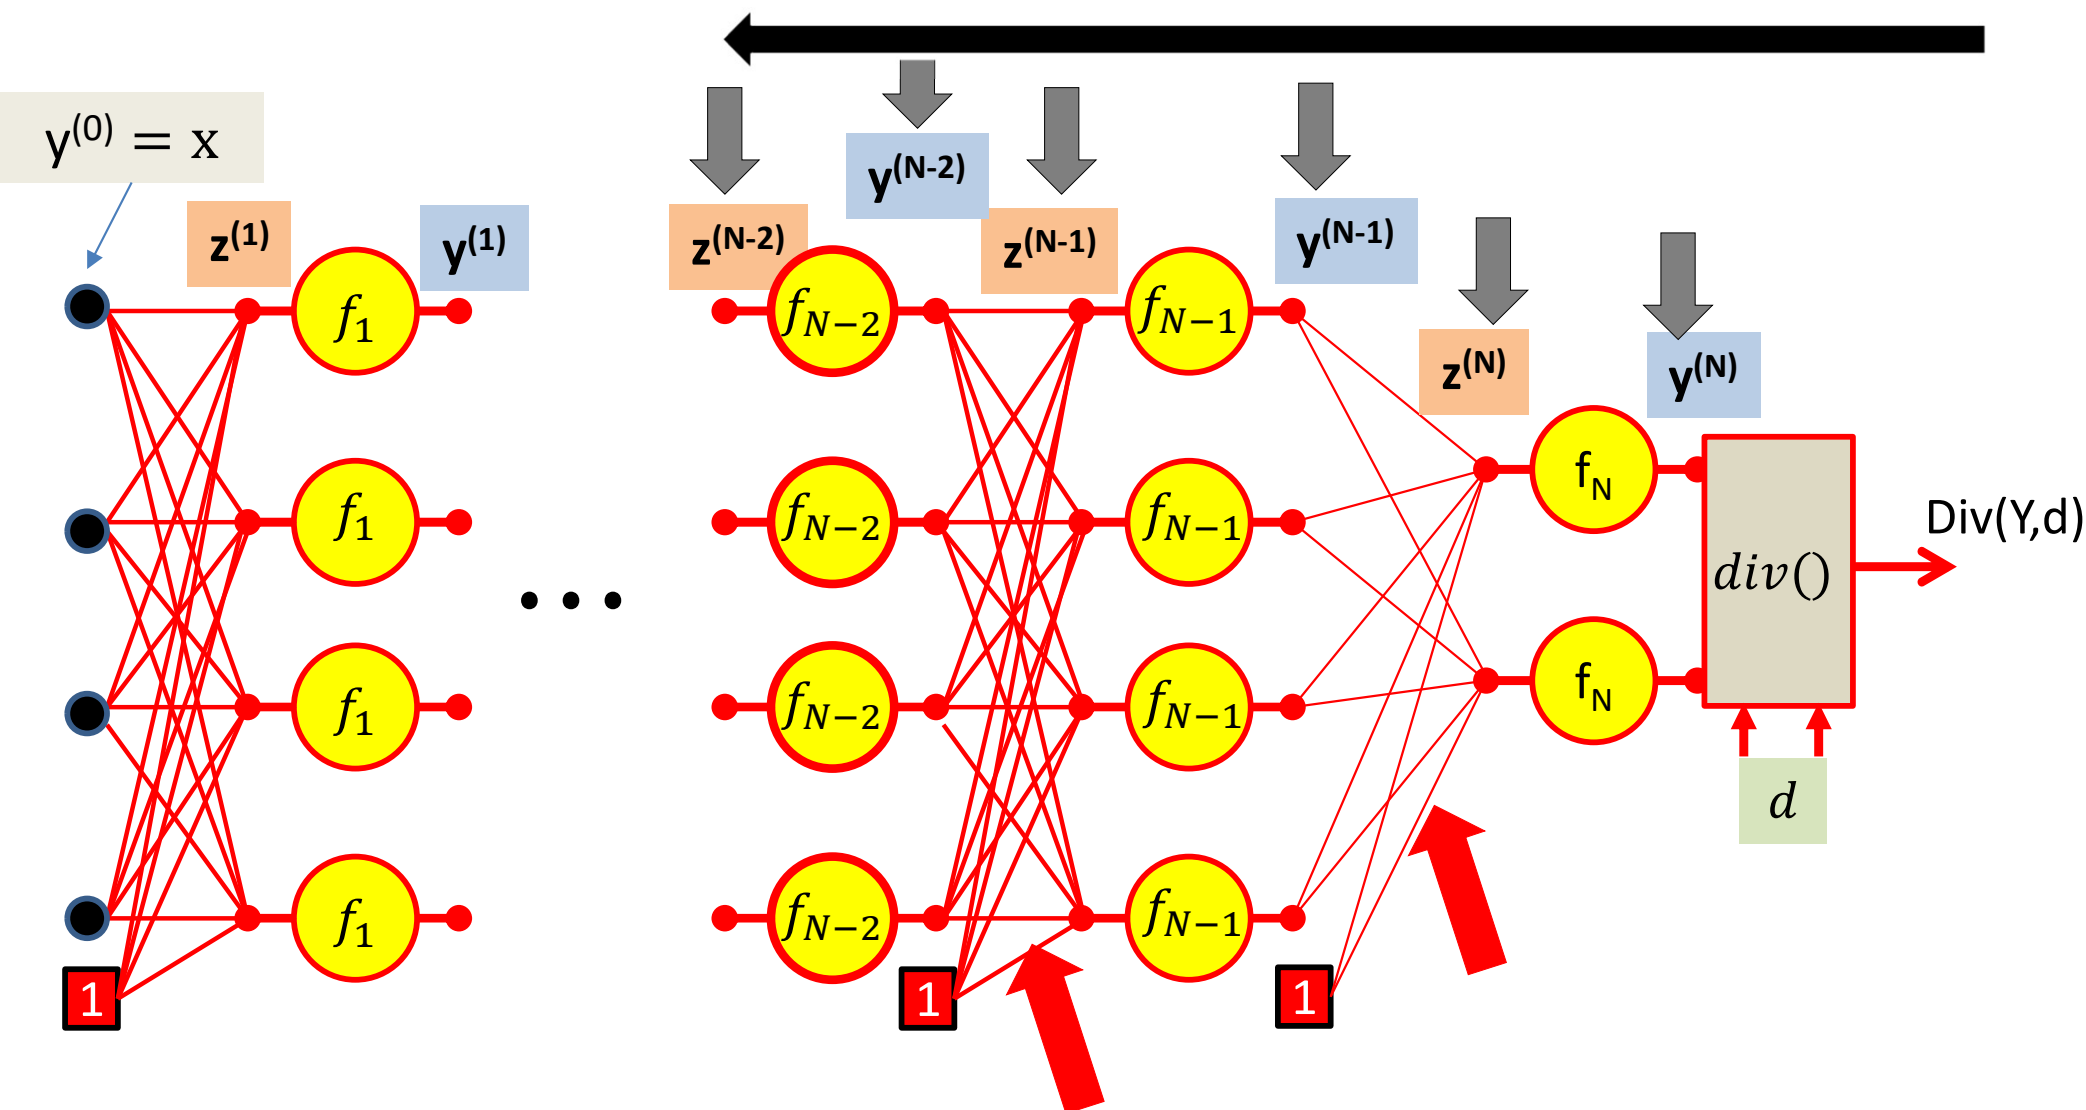 y(0) = x
z(1)
y(1)
z(N-2)
y(N-2)
z(N-1)
y(N-1)
z(N)
y(N)
f1
fN−2
fN−1
f1
fN−2
fN−1
fN
Div(Y,d)
div()
• • •
f1
fN−2
fN−1
fN
d
f1
fN−2
fN−1
1
1
1